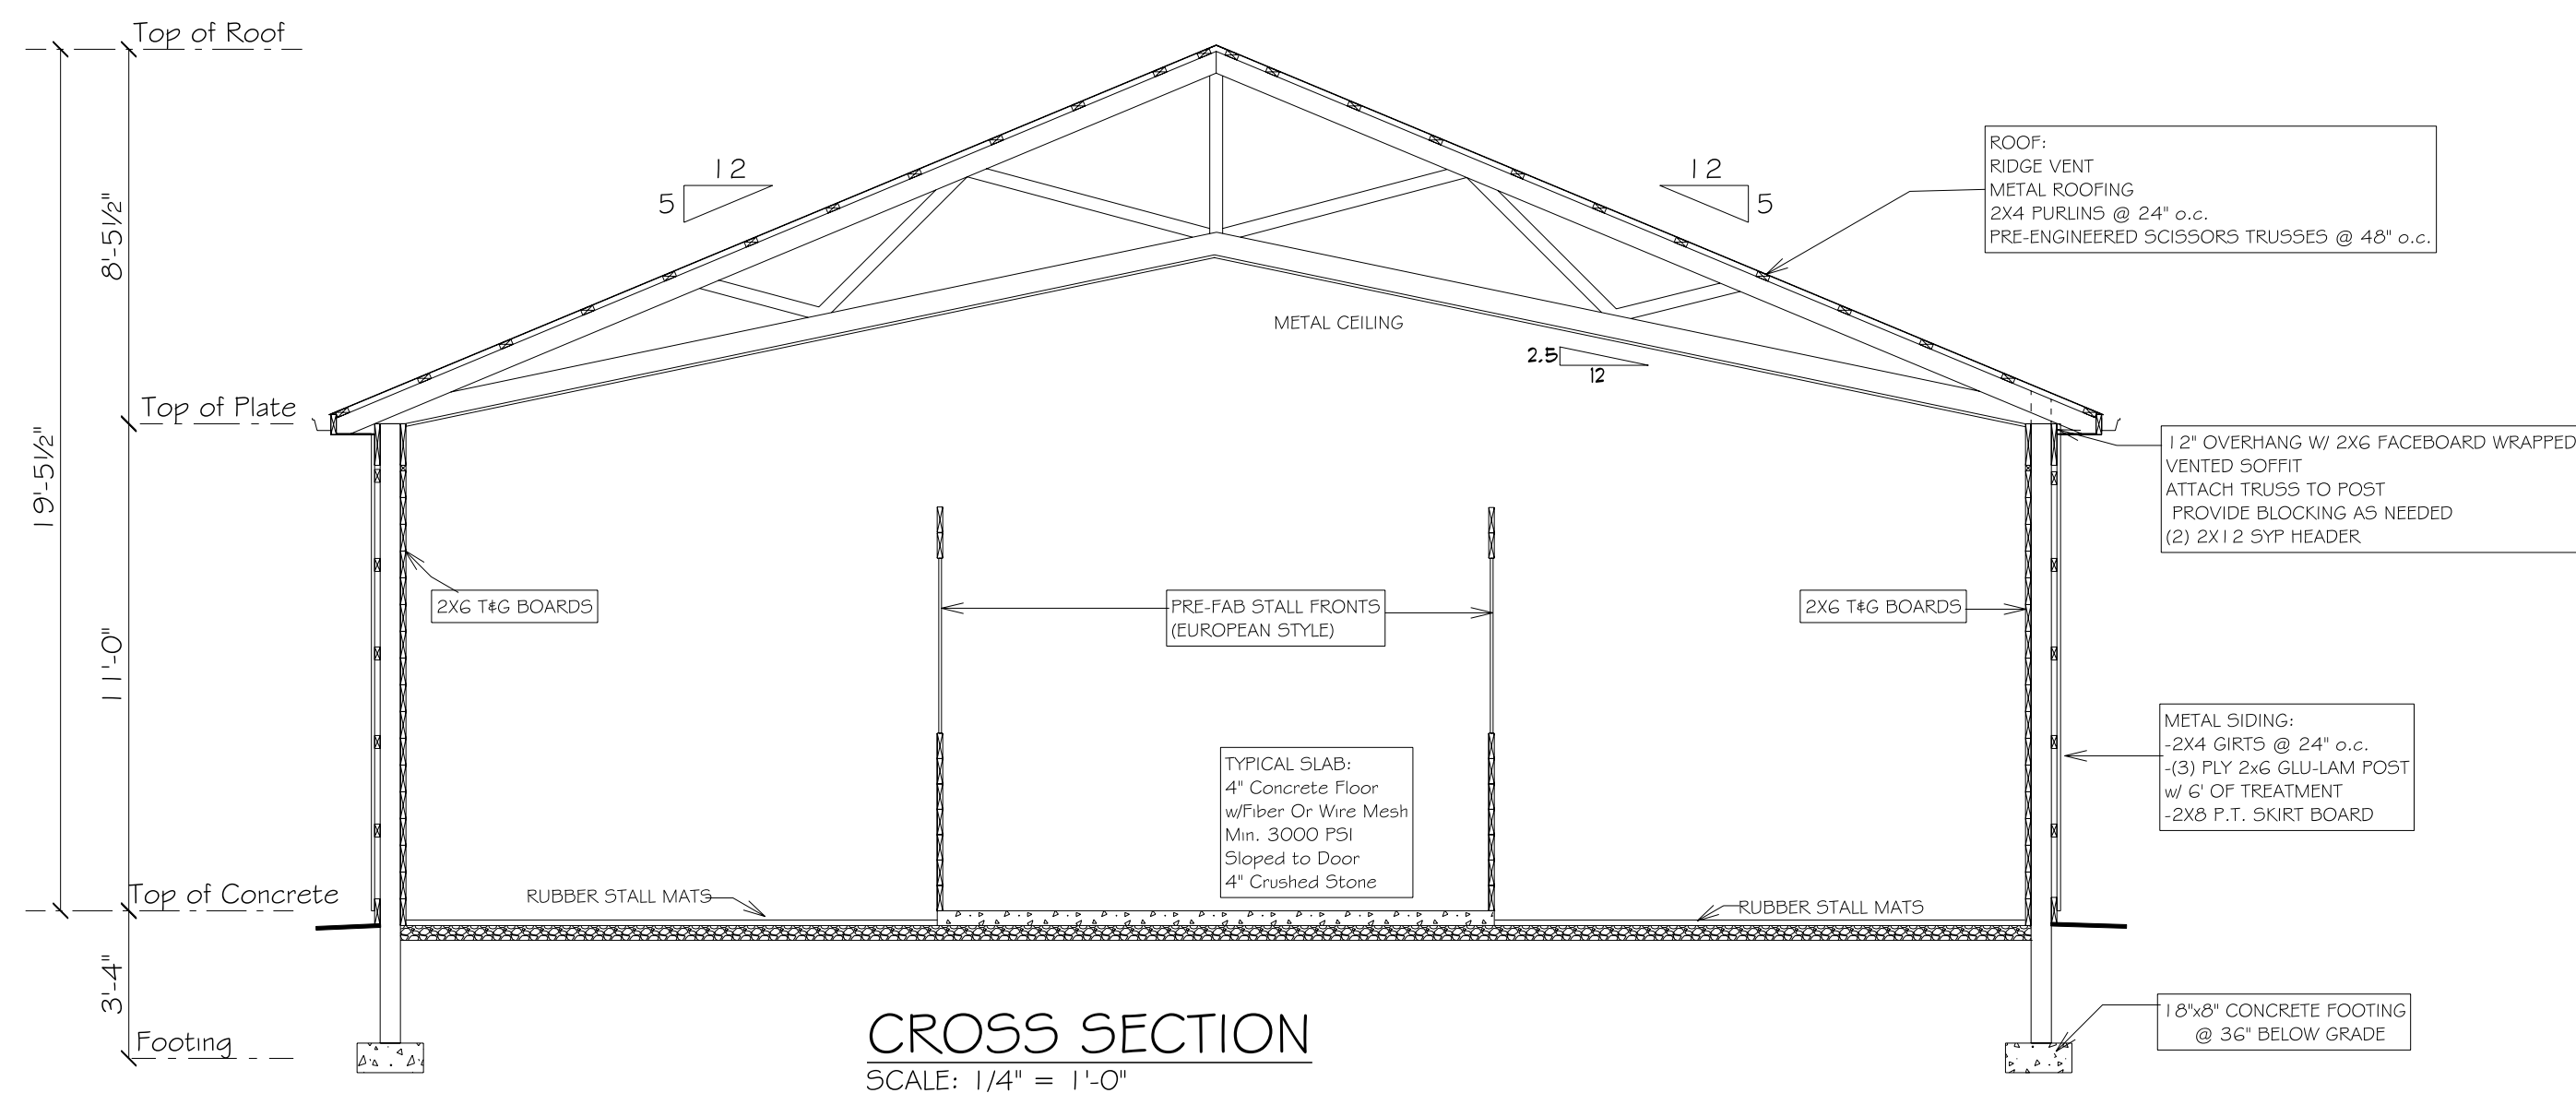 Top of Roof
12
5
12
5
ROOF:
RIDGE VENT
METAL ROOFING
2X4 PURLINS @ 24" o.c.
PRE-ENGINEERED SCISSORS TRUSSES @ 48" o.c.
8'-5½"
METAL CEILING
2.5
12
Top of Plate
19'-5½"
12" OVERHANG W/ 2X6 FACEBOARD WRAPPED
VENTED SOFFIT
ATTACH TRUSS TO POST
PROVIDE BLOCKING AS NEEDED
(2) 2X12 SYP HEADER
2X6 T&G BOARDS
PRE-FAB STALL FRONTS
(EUROPEAN STYLE)
2X6 T&G BOARDS
11'-0"
METAL SIDING:
-2X4 GIRTS @ 24" o.c.
-(3) PLY 2x6 GLU-LAM POST
w/ 6' OF TREATMENT
-2X8 P.T. SKIRT BOARD
TYPICAL SLAB:
4" Concrete Floor
w/Fiber Or Wire Mesh
Min. 3000 PSI
Sloped to Door
4" Crushed Stone
Top of Concrete
RUBBER STALL MATS
RUBBER STALL MATS
3'-4"
Footing
18"x8" CONCRETE FOOTING
@ 36" BELOW GRADE
CROSS SECTION
SCALE: 1/4" = 1'-0"